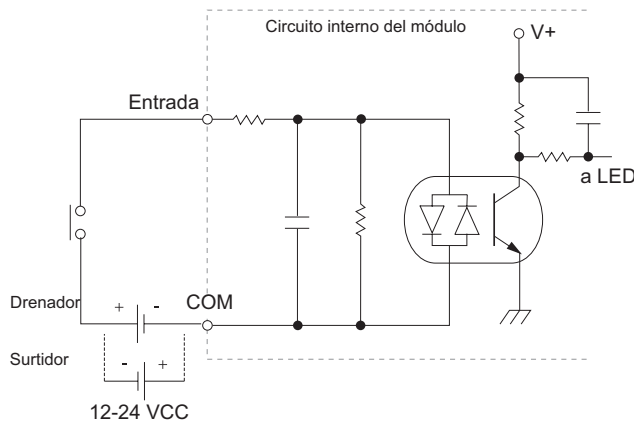 Circuito interno del módulo
V+
Entrada
a LED
Drenador
+ -
COM
Surtidor
- +
12-24 VCC